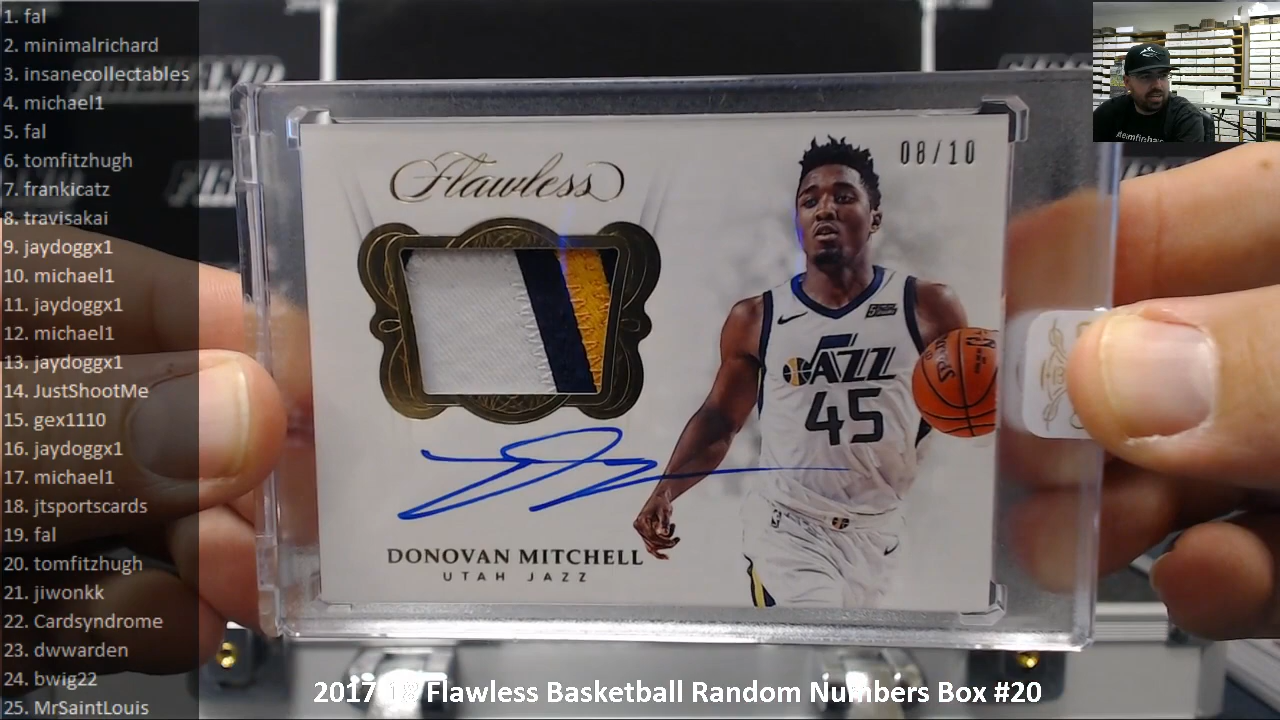 1. fal
2. minimalrichard
3. insanecollectables
4. michael1
5. fal
6. tomfitzhugh
7. frankicatz
8. travisakai
9. jaydoggx1
10. michael1
11. jaydoggx1
12. michael1
13. jaydoggx1
14. JustShootMe
15. gex1110
16. jaydoggx1
17. michael1
18. jtsportscards
19. fal
20. tomfitzhugh
21. jiwonkk
22. Cardsyndrome
23. dwwarden
24. bwig22
25. MrSaintLouis
Flawless
08/10
JAZZ
45
DONOVAN MITCHELL
UTAH JAZZ
2017-18 Flawless Basketball Random Numbers Box #20